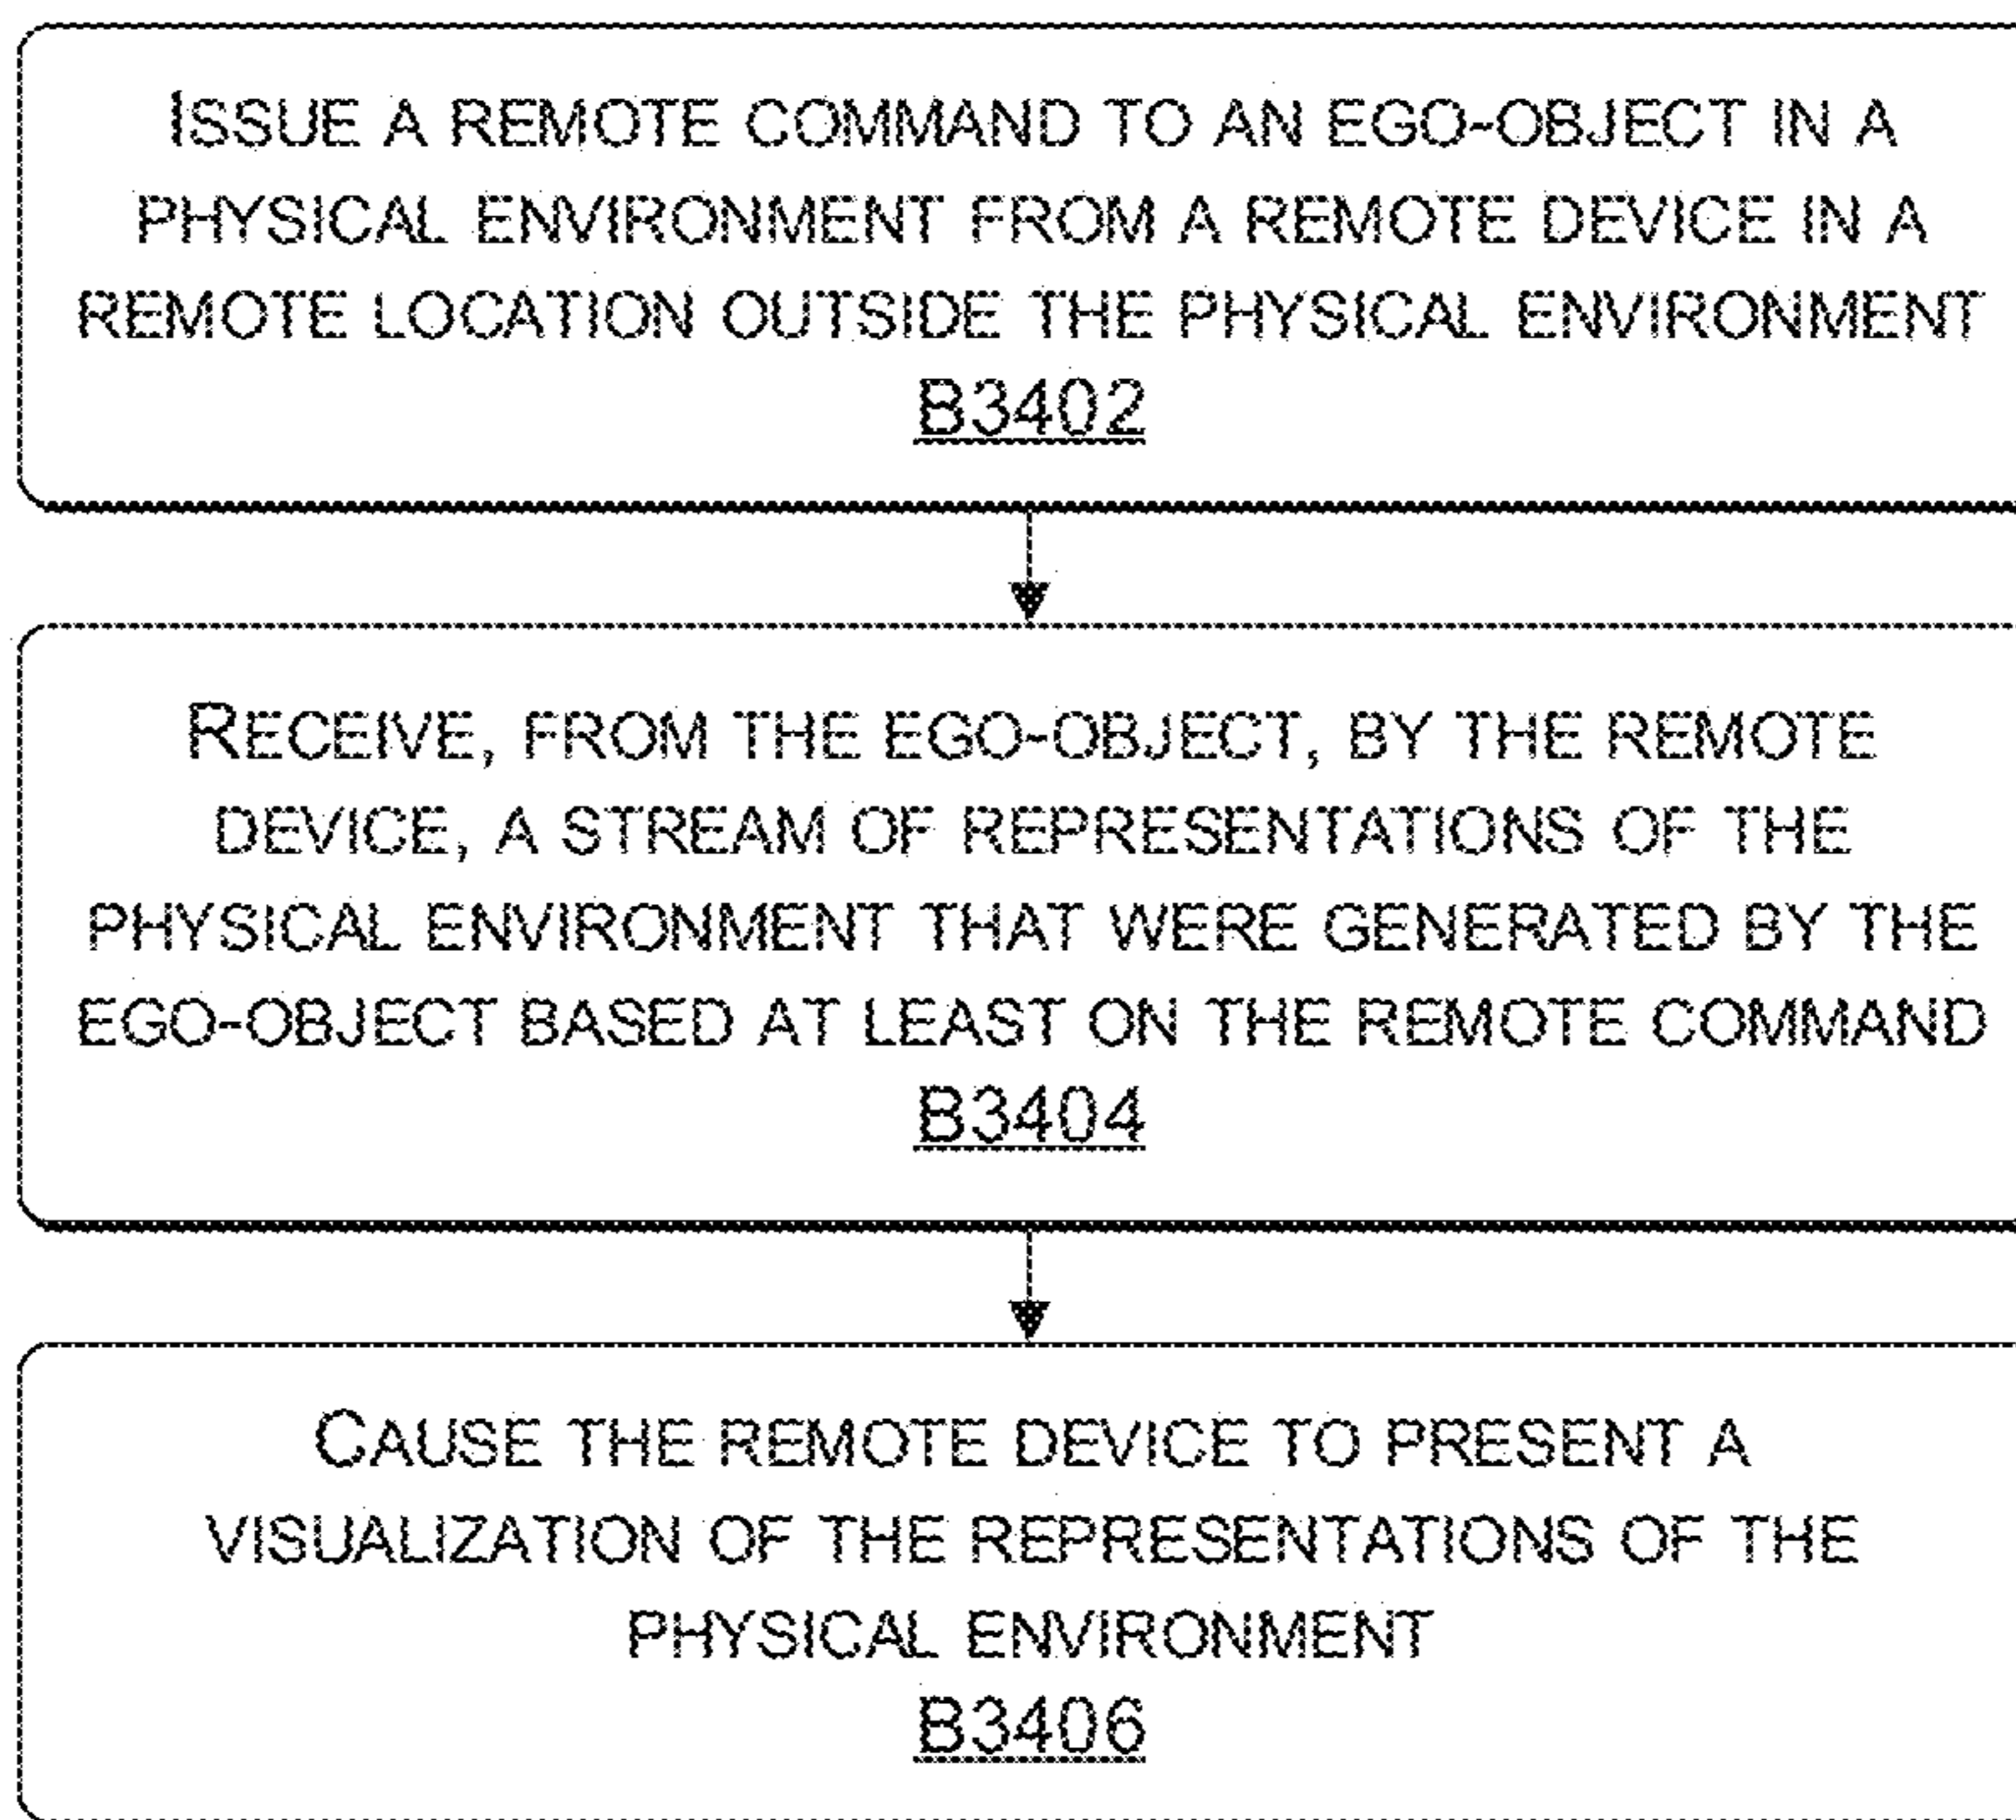 ISSUE A REMOTE COMMAND TO AN EGO-OBJECT IN A
PHYSICAL ENVIRONMENT FROM A REMOTE DEVICE IN A
REMOTE LOCATION OUTSIDE THE PHYSICAL ENVIRONMENT
B3402
RECEIVE, FROM THE EGO-OBJECT, BY THE REMOTE
DEVICE, A STREAM OF REPRESENTATIONS OF THE
PHYSICAL ENVIRONMENT THAT WERE GENERATED BY THE
EGO-OBJECT BASED AT LEAST ON THE REMOTE COMMAND
B3404
CAUSE THE REMOTE DEVICE TO PRESENT A
VISUALIZATION OF THE REPRESENTATIONS OF THE
PHYSICAL ENVIRONMENT
B3406